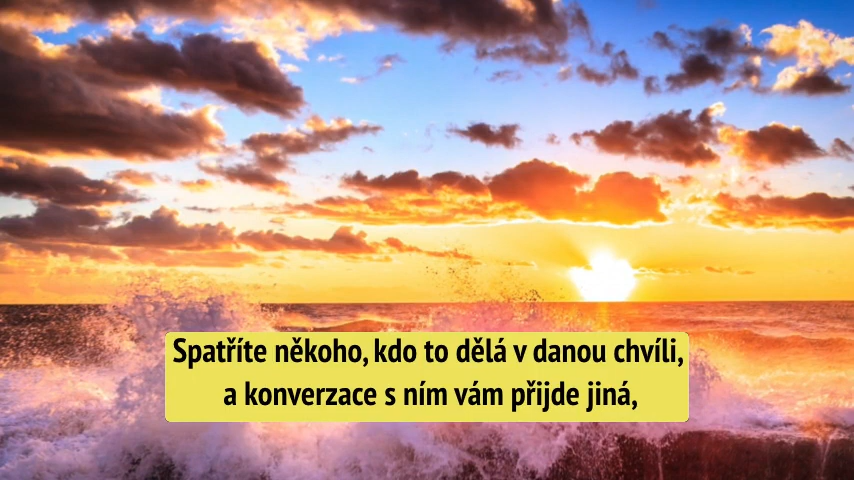 Spatříte někoho, kdo to dělá v danou chvíli,
a konverzace s ním vám přijde jiná,